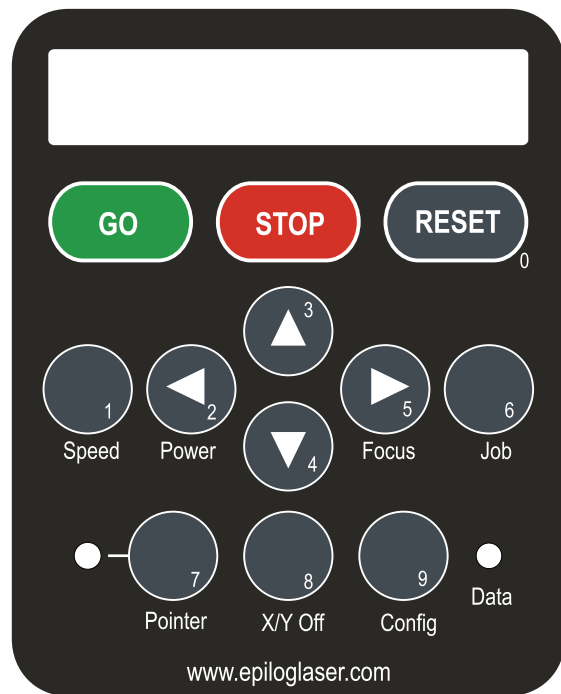 GO STOP RESET
0
3
1 2 5 6
Speed Power 4 Focus Job
7 8 9
Pointer X/Y Off Config Data
www.epiloglaser.com